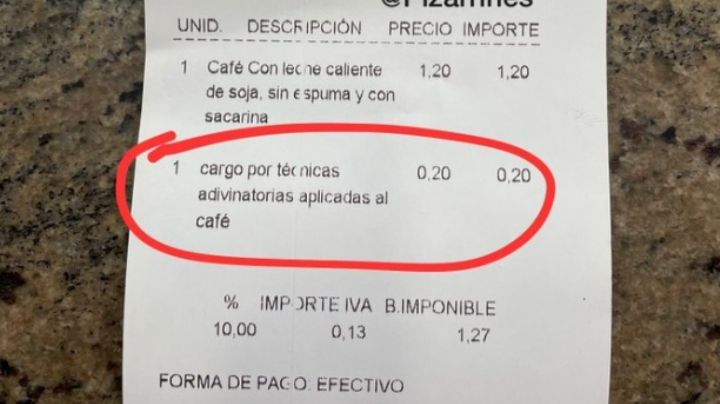 UNID. DESCRIPCIÓN PRECIO IMPORTE
1 Café Con leche caliente 1,20 1,20
de soja, sin espuma y con
sacarina
1 cargo por técnicas 0,20 0,20
adivinatorias aplicadas al
café
% IMPORTE IVA B.IMPONIBLE
10,00 0,13 1,27
FORMA DE PAGO: EFECTIVO